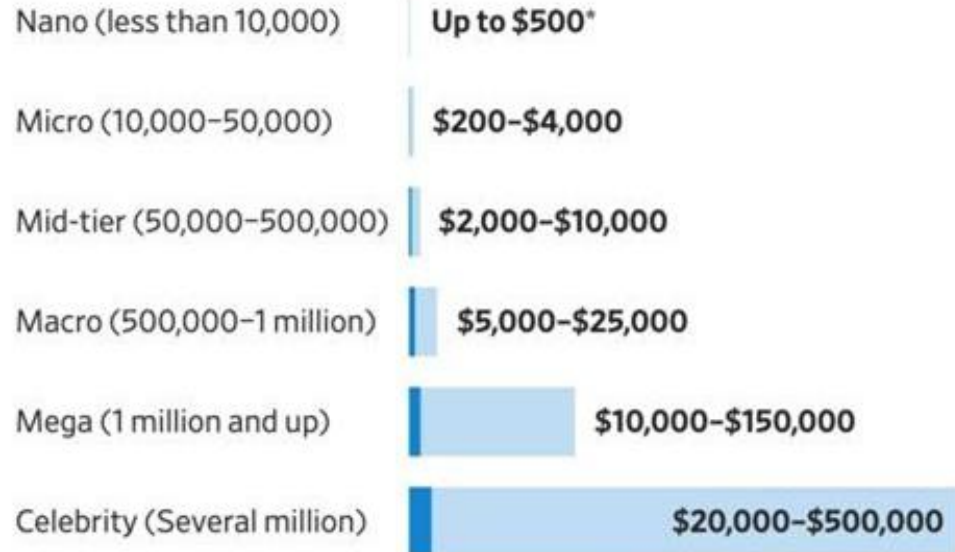 Nano (less than 10,000) Up to $500*
Micro (10,000–50,000) $200–$4,000
Mid-tier (50,000–500,000) $2,000–$10,000
Macro (500,000–1 million) $5,000–$25,000
Mega (1 million and up) $10,000–$150,000
Celebrity (Several million) $20,000–$500,000